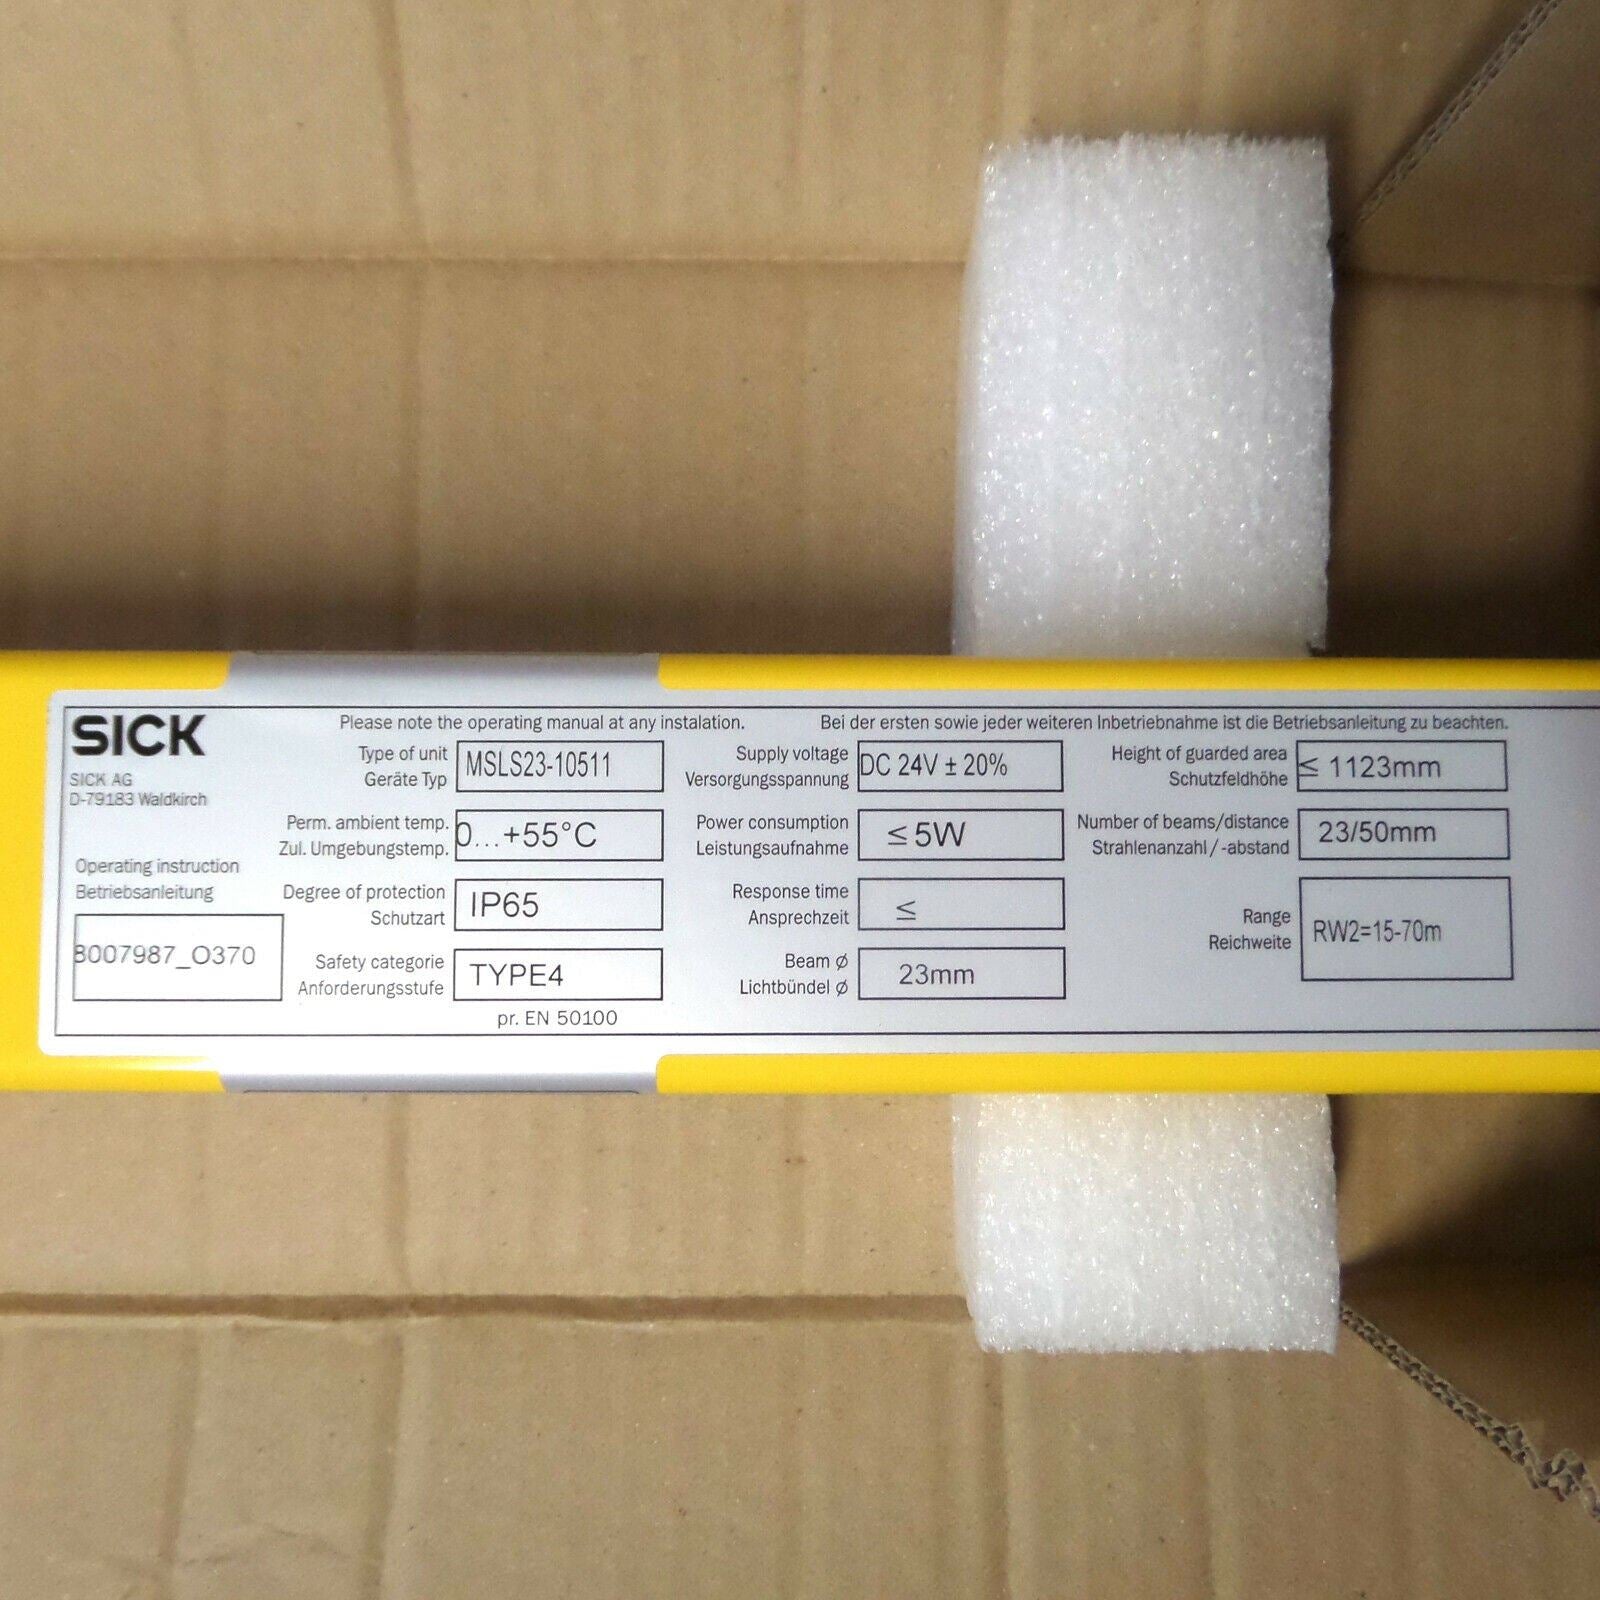 SICK
SICK AG
D-79183 Waldkirch
Operating instruction
Betriebsanleitung
8007987_O370
Please note the operating manual at any instalation.
Bei der ersten sowie jeder weiteren Inbetriebnahme ist die Betriebsanleitung zu beachten.
Type of unit
Geräte Typ
MSLS23-10511
Perm. ambient temp.
Zul. Umgebungstemp.
0...+55°C
Degree of protection
Schutzart
IP65
Safety categorie
Anforderungsstufe
TYPE4
pr. EN 50100
Supply voltage
Versorgungsspannung
DC 24V ± 20%
Power consumption
Leistungsaufnahme
≤ 5W
Response time
Ansprechzeit
≤
Beam Ø
Lichtbündel Ø
23mm
Height of guarded area
Schutzfeldhöhe
≤ 1123mm
Number of beams/distance
Strahlenanzahl/-abstand
23/50mm
Range
Reichweite
RW2=15-70m